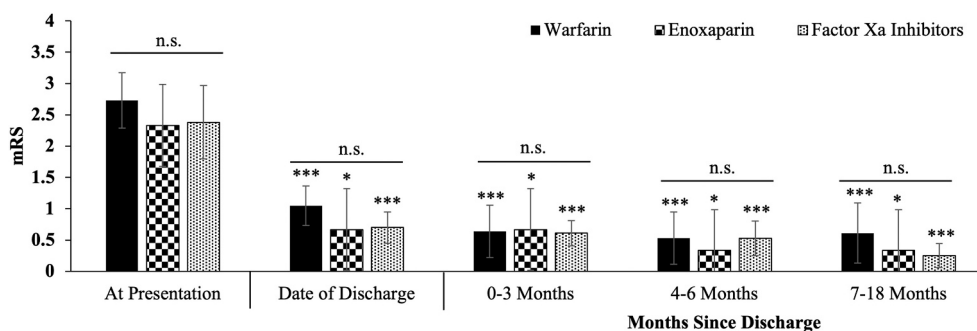 4
n.s.
Warfarin Enoxaparin Factor Xa Inhibitors
3.5
3
2.5
mRS
2
n.s. n.s. n.s. n.s.
1.5
*** * *** *** * *** *** * *** *** * ***
1
0.5
0
At Presentation Date of Discharge 0-3 Months 4-6 Months 7-18 Months
Months Since Discharge